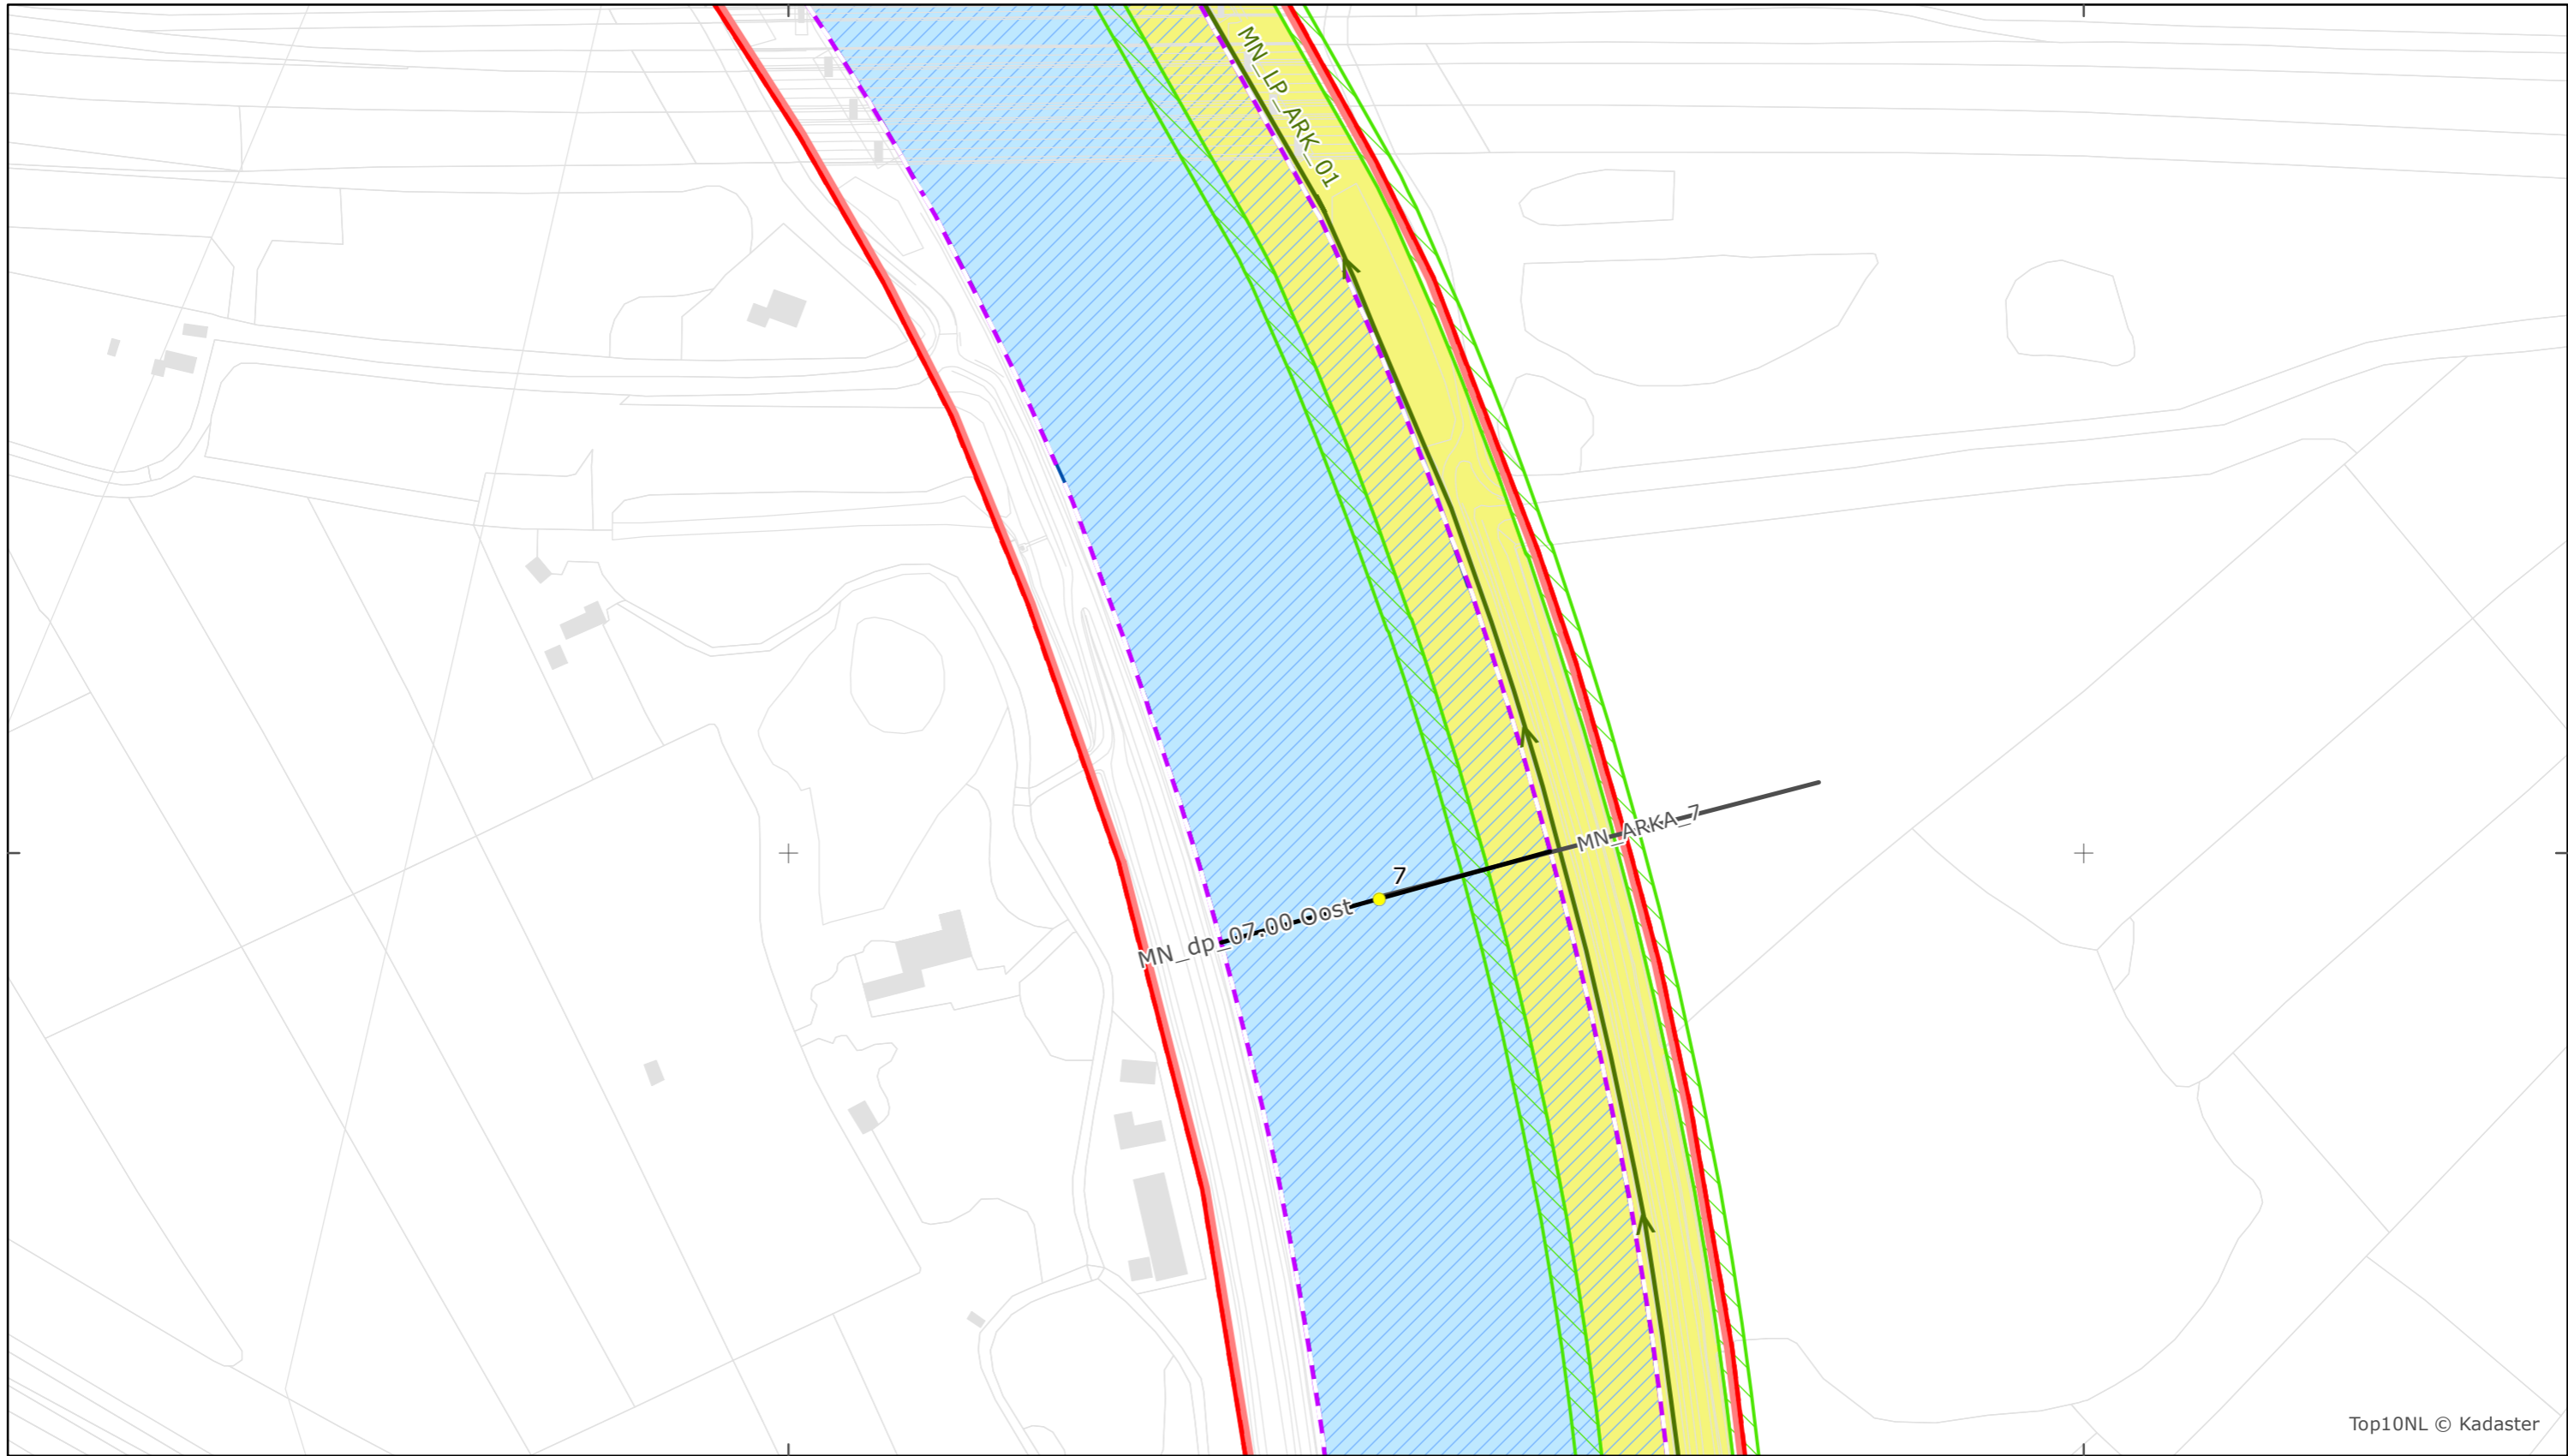 MN_LP_ARK_01
MN_ARKA_7
7
MN_dp_07.00 Oost
Top10NL © Kadaster